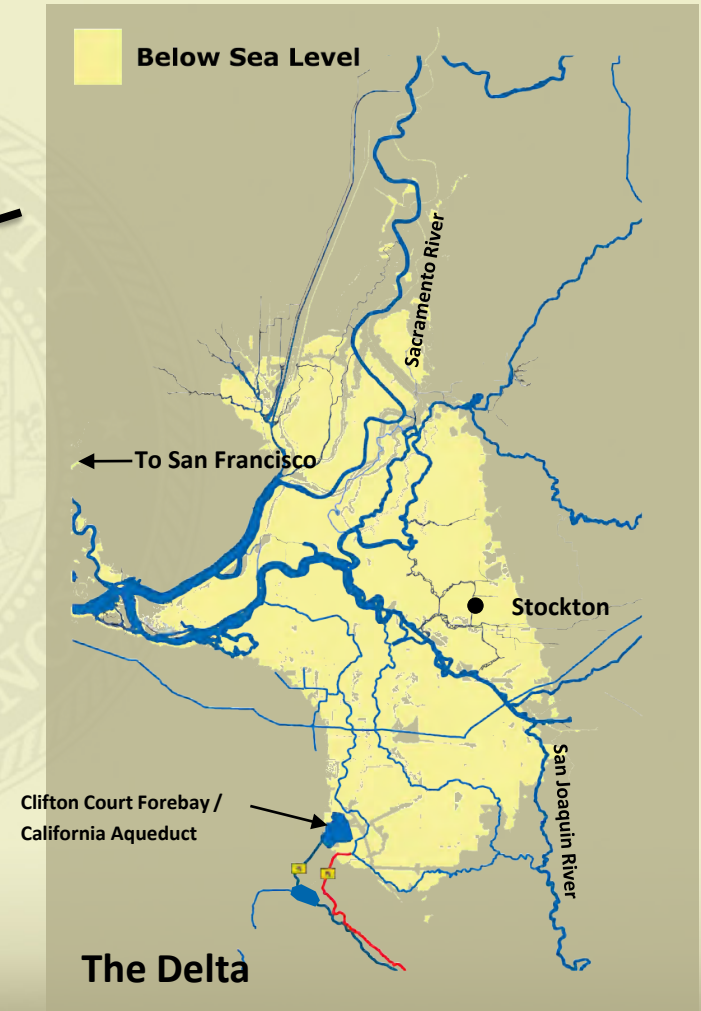 Below Sea Level
Sacramento River
To San Francisco
Stockton
San Joaquin River
Clifton Court Forebay /
California Aqueduct
The Delta